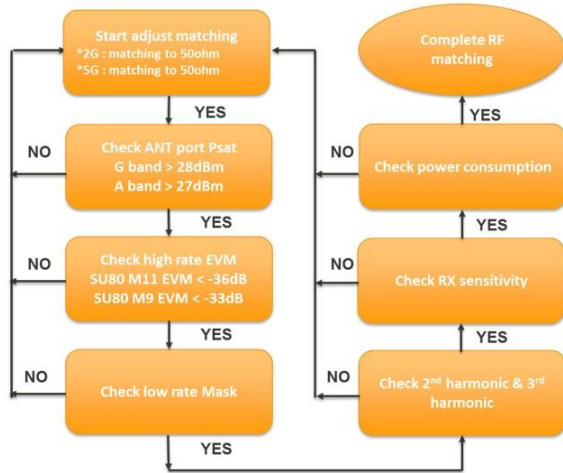 Start adjust matching
*2G : matching to 50ohm
*5G : matching to 50ohm
YES
NO
Check ANT port Psat
G band > 28dBm
A band > 27dBm
YES
NO
Check high rate EVM
SU80 M11 EVM < -36dB
SU80 M9 EVM < -33dB
YES
NO
Check low rate Mask
YES
NO
Check 2nd harmonic & 3rd
harmonic
YES
NO
Check RX sensitivity
YES
NO
Check power consumption
YES
Complete RF
matching